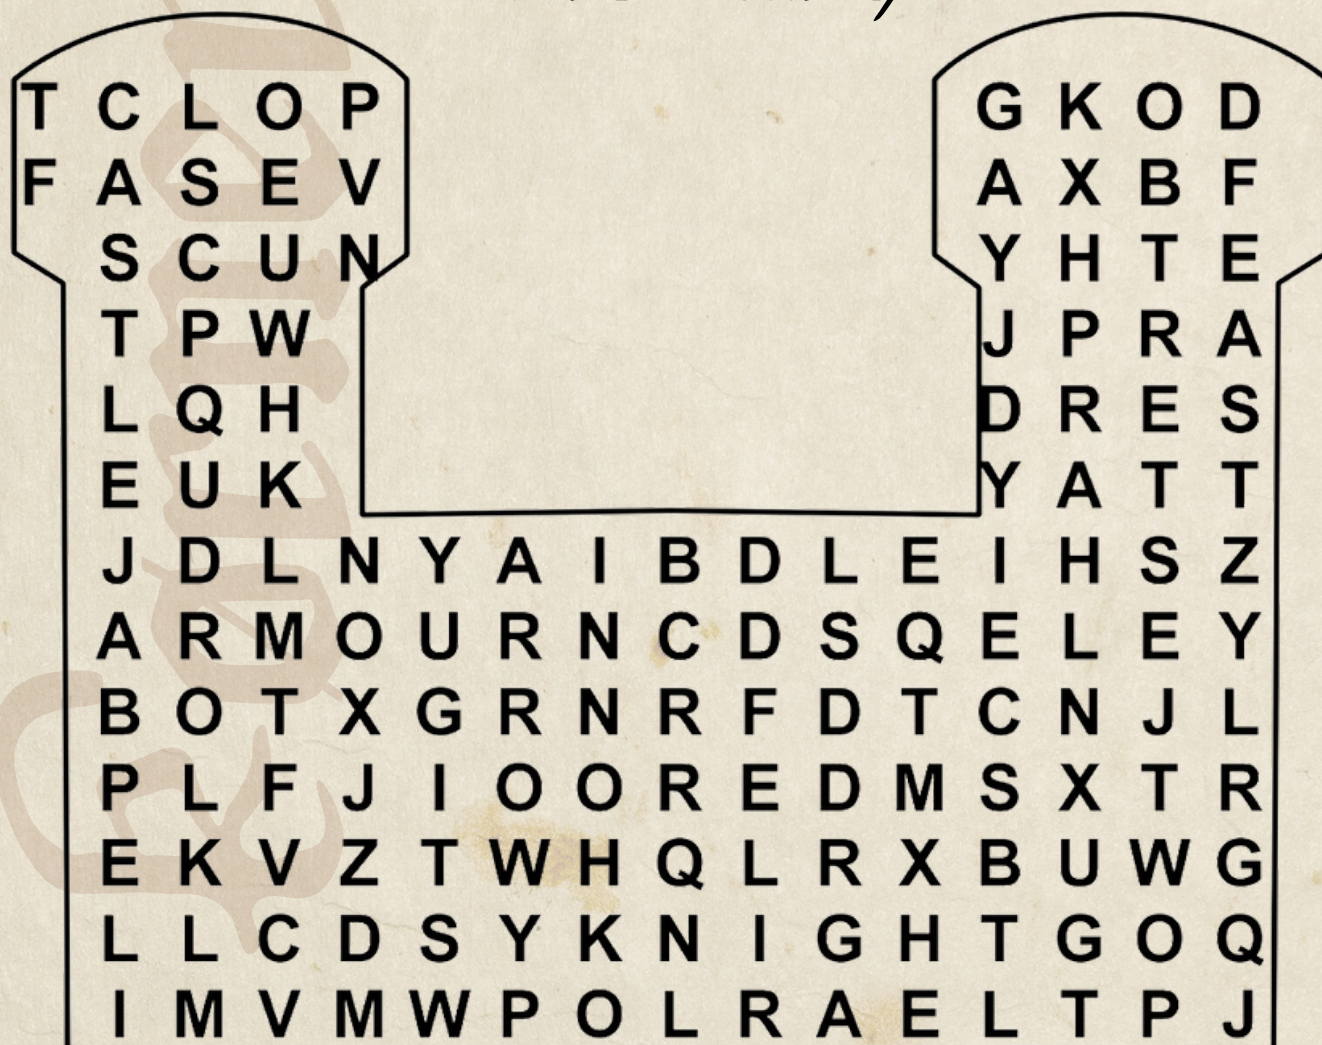 T C L O P G K O D
F A S E V A X B F
S C U N Y H T E
T P W J P R A
L Q H D R E S
E U K Y A T T
J D L N Y A I B D L E I H S Z
A R M O U R N C D S Q E L E Y
B O T X G R N R F D T C N J L
P L F J I O O R E D M S X T R
E K V Z T W H Q L R X B U W G
L L C D S Y K N I G H T G O Q
I M V M W P O L R A E L T P J